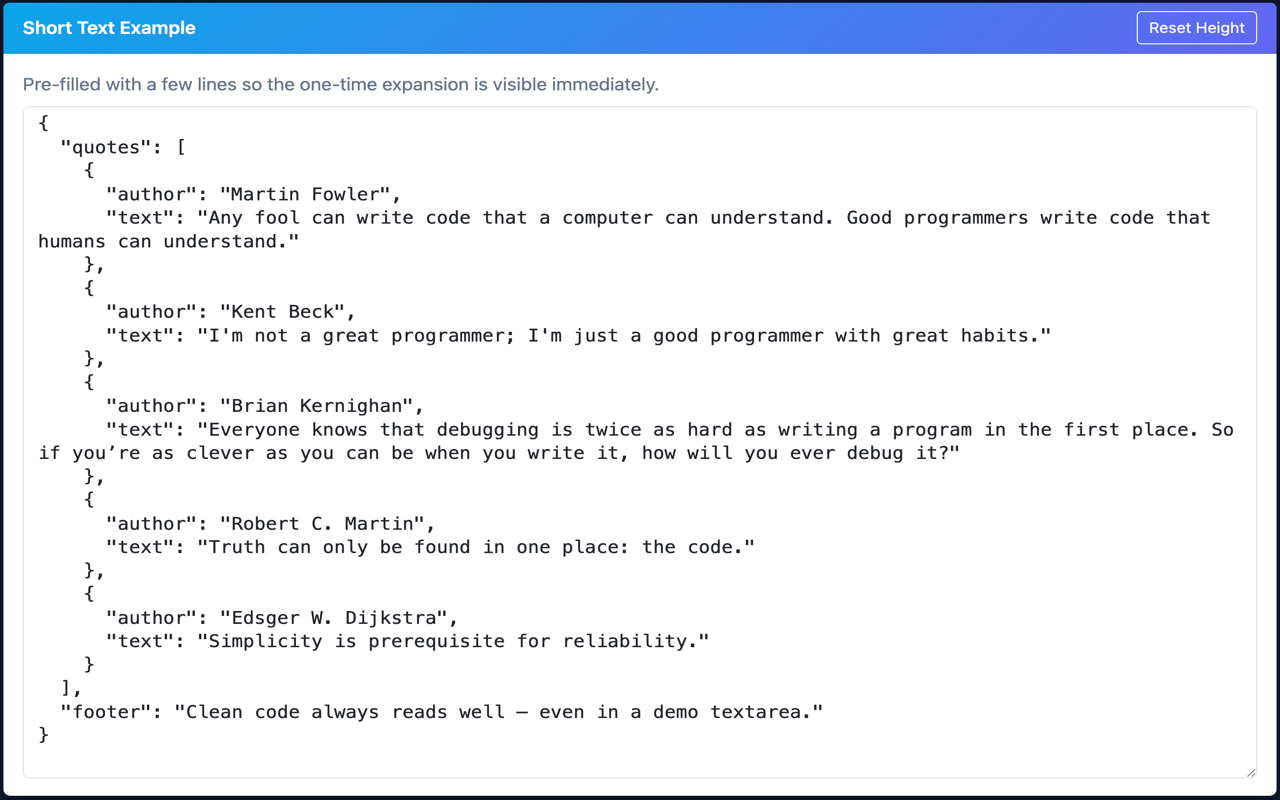 Short Text Example
Reset Height
Pre-filled with a few lines so the one-time expansion is visible immediately.
{
  "quotes": [
    {
      "author": "Martin Fowler",
      "text": "Any fool can write code that a computer can understand. Good programmers write code that
humans can understand."
    },
    {
      "author": "Kent Beck",
      "text": "I'm not a great programmer; I'm just a good programmer with great habits."
    },
    {
      "author": "Brian Kernighan",
      "text": "Everyone knows that debugging is twice as hard as writing a program in the first place. So
if you’re as clever as you can be when you write it, how will you ever debug it?"
    },
    {
      "author": "Robert C. Martin",
      "text": "Truth can only be found in one place: the code."
    },
    {
      "author": "Edsger W. Dijkstra",
      "text": "Simplicity is prerequisite for reliability."
    }
  ],
  "footer": "Clean code always reads well — even in a demo textarea."
}